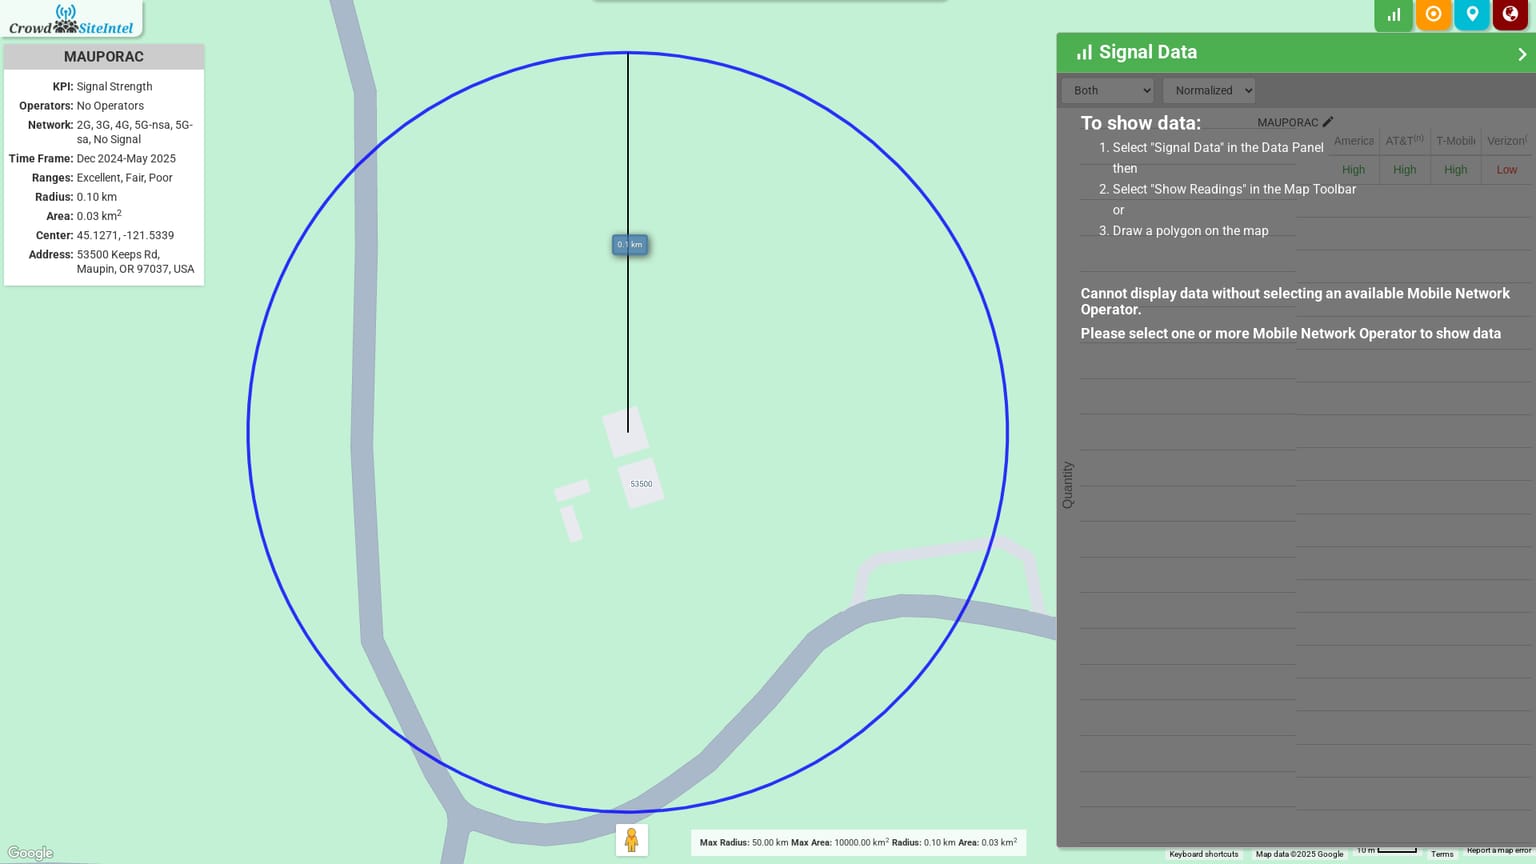 Crowd SiteIntel
MAUPORAC
KPI: Signal Strength
Operators: No Operators
Network: 2G, 3G, 4G, 5G-nsa, 5G-
sa, No Signal
Time Frame: Dec 2024-May 2025
Ranges: Excellent, Fair, Poor
Radius: 0.10 km
Area: 0.03 km²
Center: 45.1271, -121.5339
Address: 53500 Keeps Rd,
Maupin, OR 97037, USA
0.1 km
53500
Google
Max Radius: 50.00 km Max Area: 10000.00 km² Radius: 0.10 km Area: 0.03 km²
Signal Data
Both Normalized
To show data:
MAUPORAC
1. Select "Signal Data" in the Data Panel
then
2. Select "Show Readings" in the Map Toolbar
or
3. Draw a polygon on the map
America AT&T(n) T-Mobile Verizon(
High High High Low
Cannot display data without selecting an available Mobile Network
Operator.
Please select one or more Mobile Network Operator to show data
Quantity
Keyboard shortcuts Map data ©2025 Google 10 m Terms Report a map error